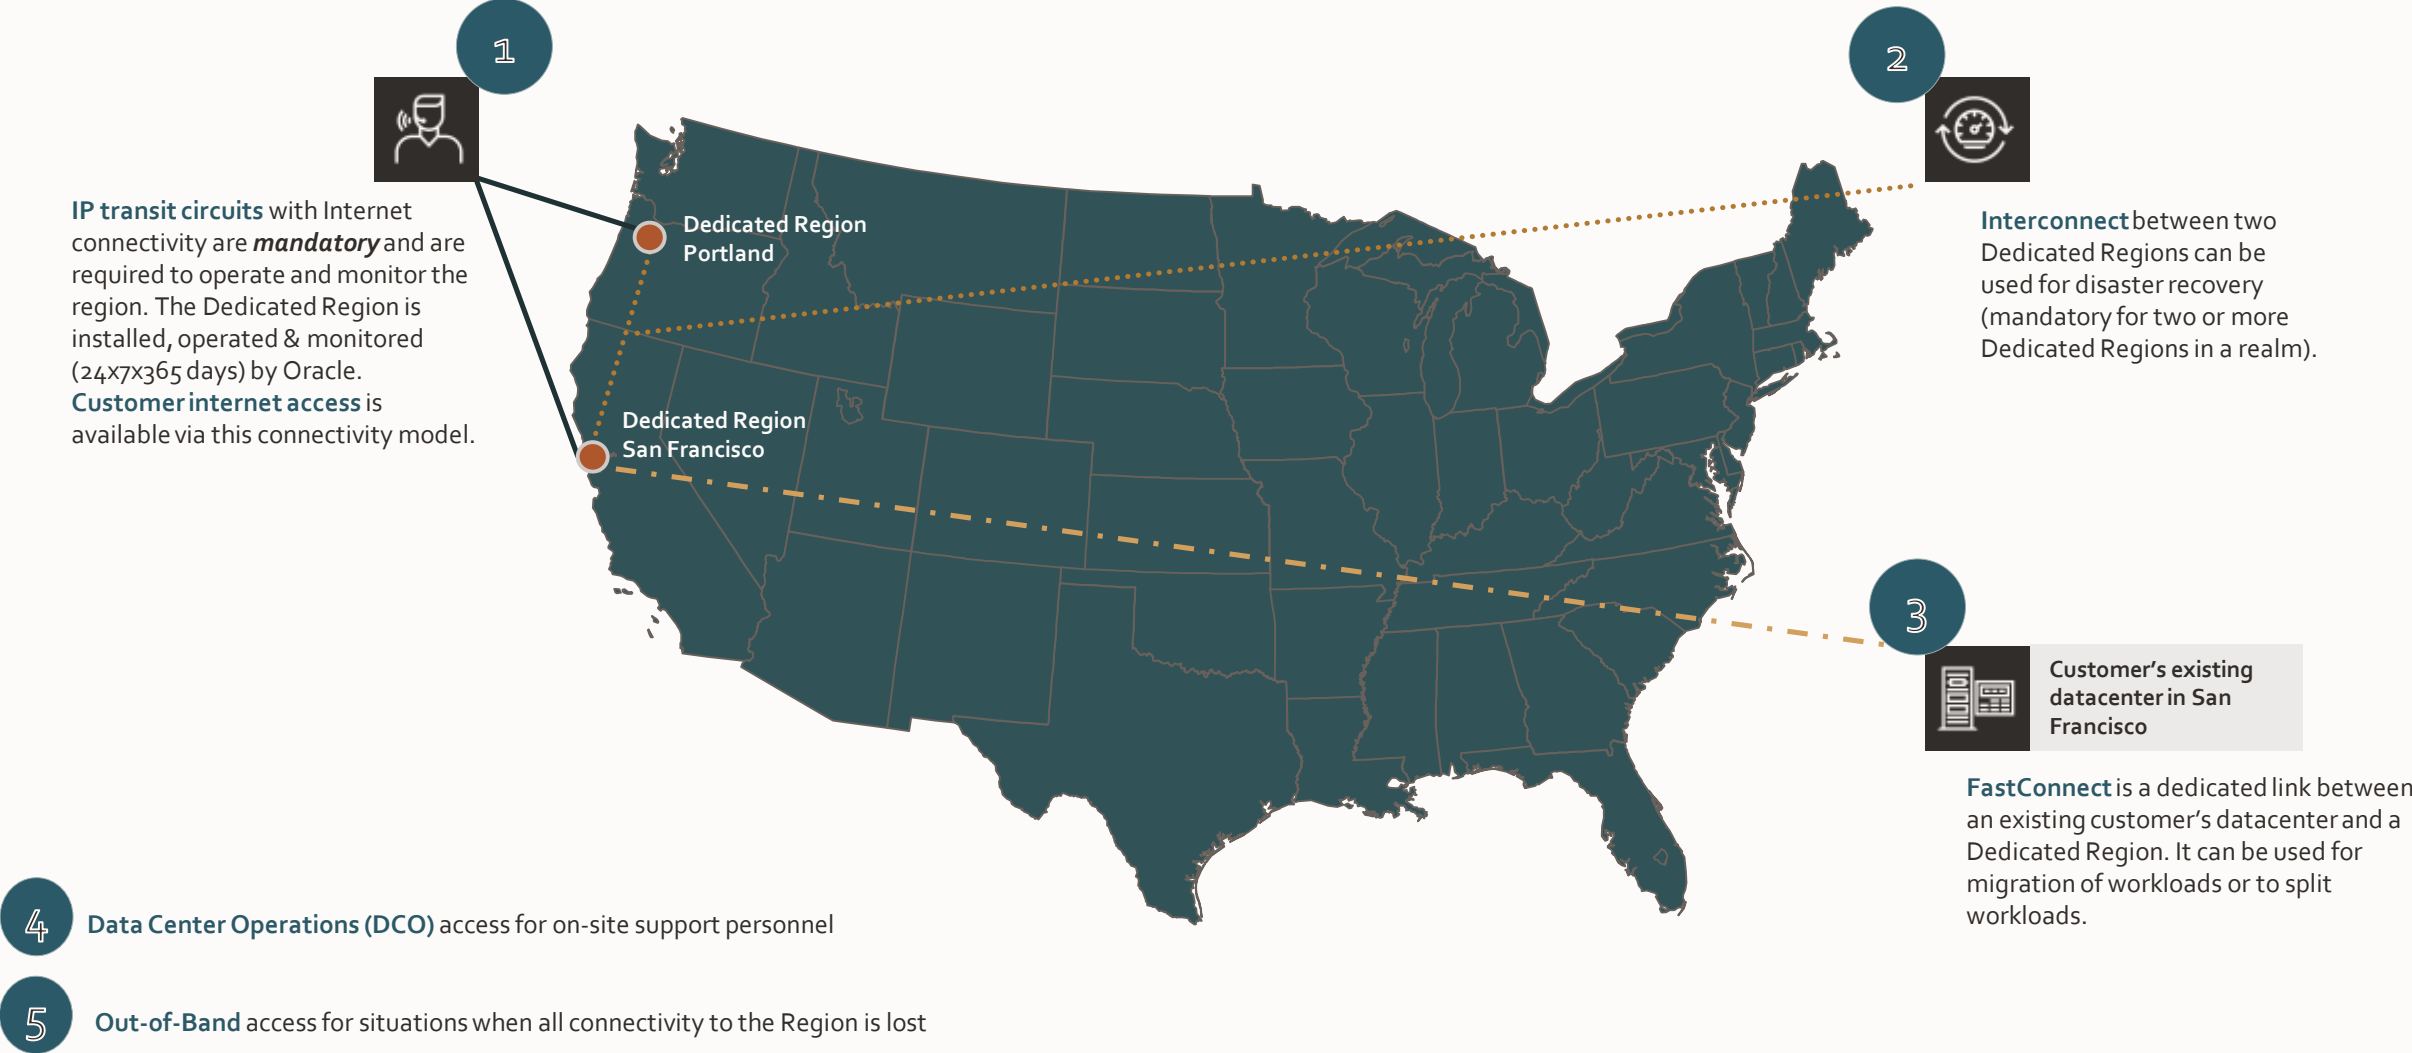 1
IP transit circuits with Internet
connectivity are mandatory and are
required to operate and monitor the
region. The Dedicated Region is
installed, operated & monitored
(24x7x365 days) by Oracle.
Customer internet access is
available via this connectivity model.
Dedicated Region
Portland
Dedicated Region
San Francisco
2
Interconnect between two
Dedicated Regions can be
used for disaster recovery
(mandatory for two or more
Dedicated Regions in a realm).
3
Customer’s existing
datacenter in San
Francisco
FastConnect is a dedicated link between
an existing customer’s datacenter and a
Dedicated Region. It can be used for
migration of workloads or to split
workloads.
4
Data Center Operations (DCO) access for on-site support personnel
5
Out-of-Band access for situations when all connectivity to the Region is lost